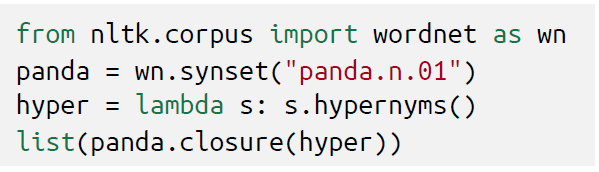 from nltk.corpus import wordnet as wn
panda = wn.synset("panda.n.01")
hyper = lambda s: s.hypernyms()
list(panda.closure(hyper))